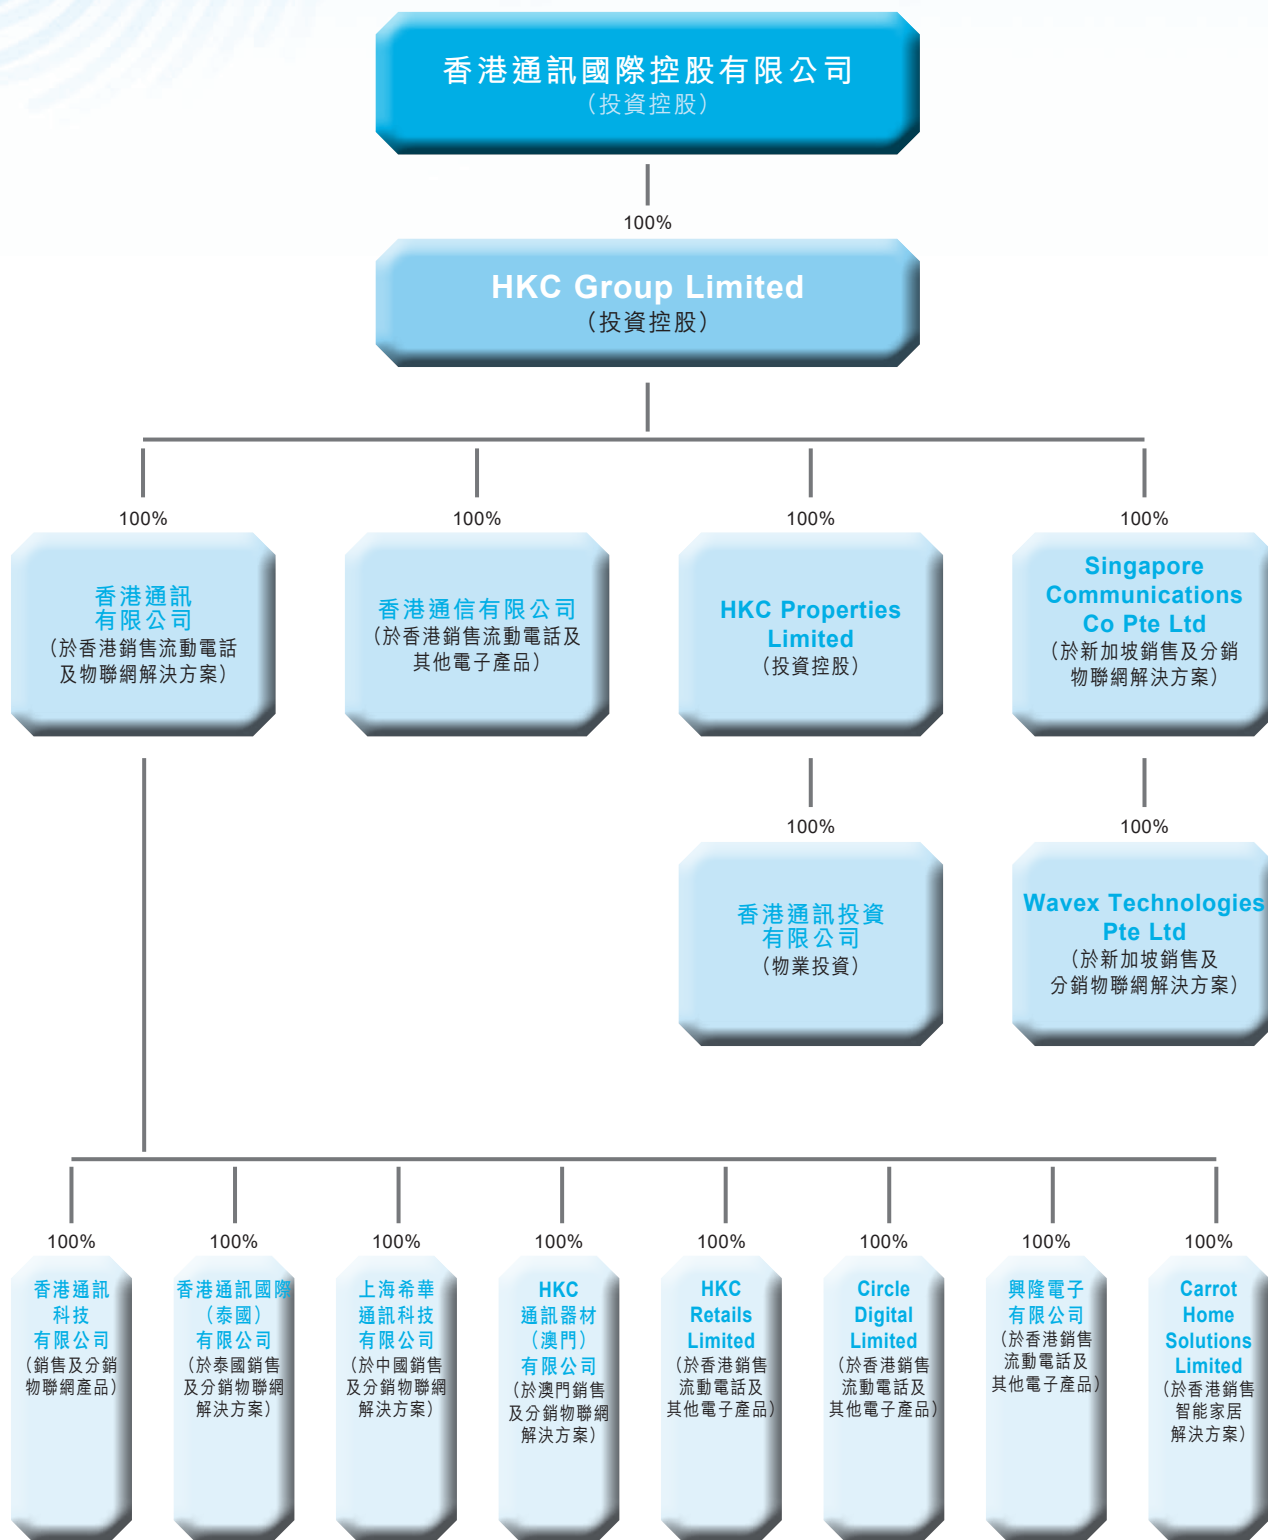 香港通訊國際控股有限公司
（投資控股）
100%
HKC Group Limited
（投資控股）
100%
香港通訊
有限公司
（於香港銷售流動電話
及物聯網解決方案）
100%
香港通信有限公司
（於香港銷售流動電話及
其他電子產品）
100%
HKC Properties
Limited
（投資控股）
100%
Singapore
Communications
Co Pte Ltd
（於新加坡銷售及分銷
物聯網解決方案）
100%
香港通訊投資
有限公司
（物業投資）
100%
Wavex Technologies
Pte Ltd
（於新加坡銷售及
分銷物聯網解決方案）
100%
香港通訊
科技
有限公司
（銷售及分銷
物聯網產品）
100%
香港通訊國際
（泰國）
有限公司
（於泰國銷售
及分銷物聯網
解決方案）
100%
上海希華
通訊科技
有限公司
（於中國銷售
及分銷物聯網
解決方案）
100%
HKC
通訊器材
（澳門）
有限公司
（於澳門銷售
及分銷物聯網
解決方案）
100%
HKC
Retails
Limited
（於香港銷售
流動電話及
其他電子產品）
100%
Circle
Digital
Limited
（於香港銷售
流動電話及
其他電子產品）
100%
興隆電子
有限公司
（於香港銷售
流動電話及
其他電子產品）
100%
Carrot
Home
Solutions
Limited
（於香港銷售
智能家居
解決方案）